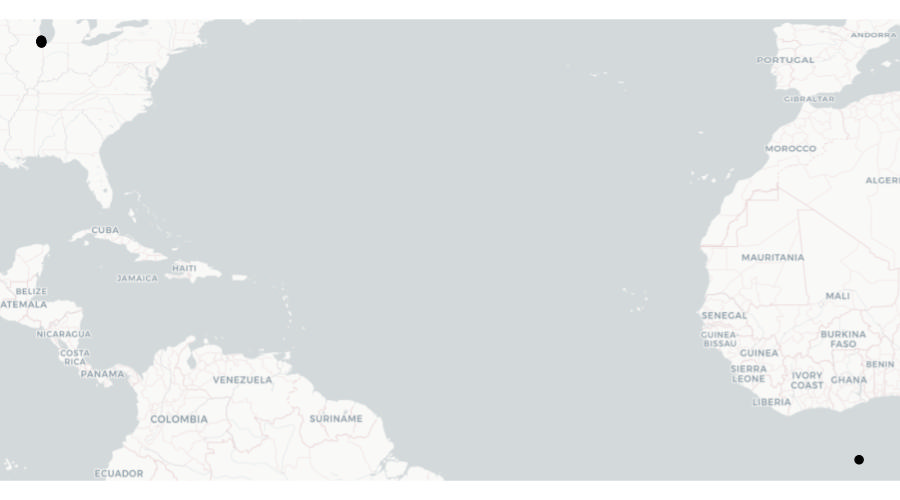 ANDORRA
PORTUGAL
GIBRALTAR
MOROCCO
ALGERI
CUBA
MAURITANIA
HAITI
JAMAICA
BELIZE
MALI
ATEMALA
SENEGAL
NICARAGUA
GUINEA
BISSAU
BURKINA
FASO
COSTA
RICA
GUINEA
BENIN
PANAMA
SIERRA
LEONE
VENEZUELA
IVORY
COAST
GHANA
LIBERIA
COLOMBIA
SURINAME
ECUADOR